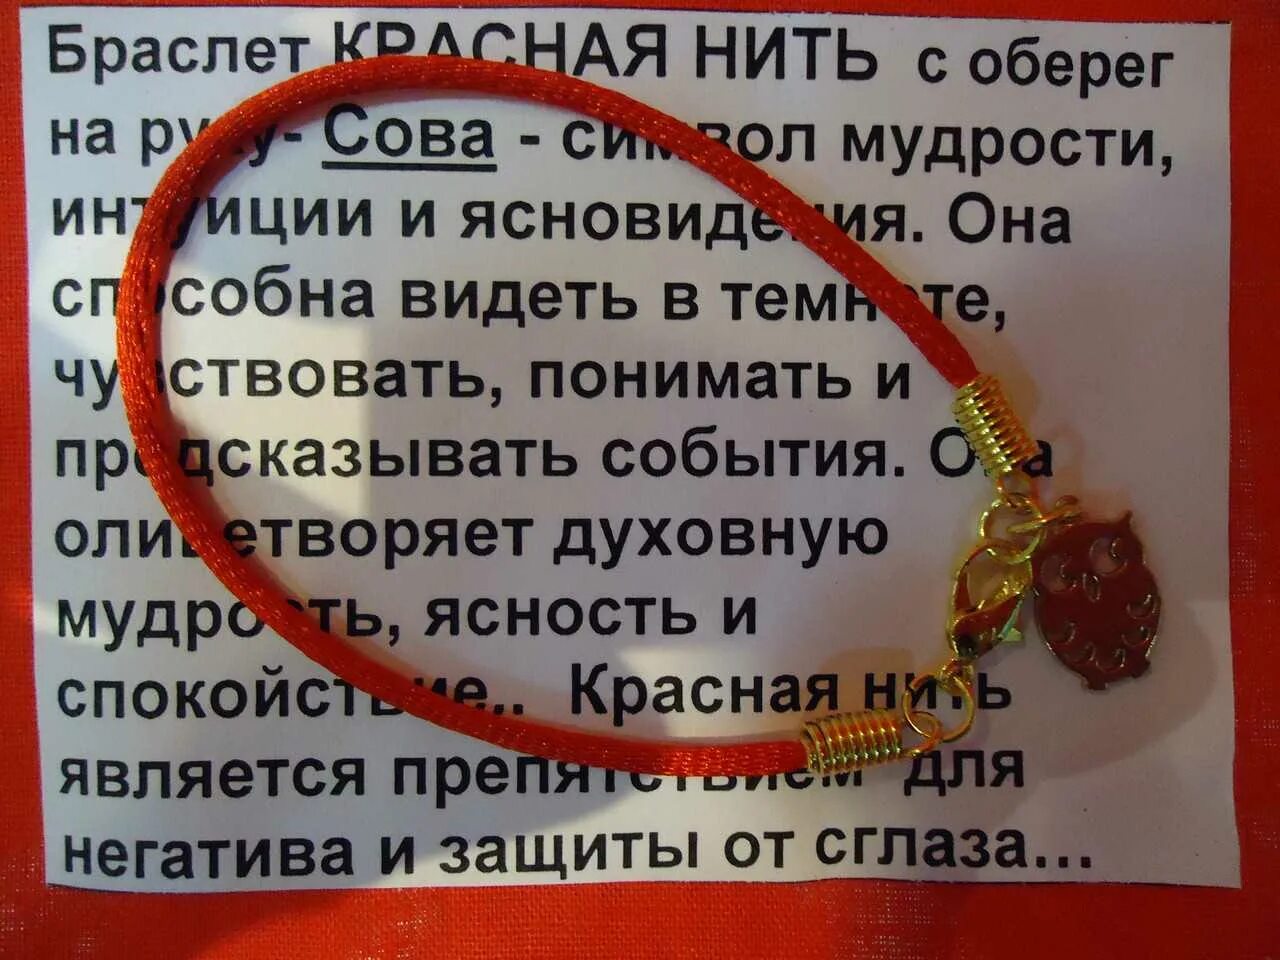 Браслет КРАСНАЯ НИТЬ с оберег
на руку- Сова - символ мудрости,
интуиции и ясновидения. Она
способна видеть в темноте,
чувствовать, понимать и
предсказывать события. Она
олицетворяет духовную
мудрость, ясность и
спокойствие.. Красная нить
является препятствием для
негатива и защиты от сглаза...